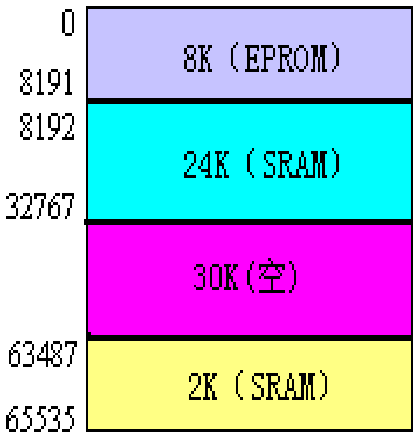 0
8K (EPROM)
8191
8192
24K (SRAM)
32767
30K(空)
63487
2K (SRAM)
65535